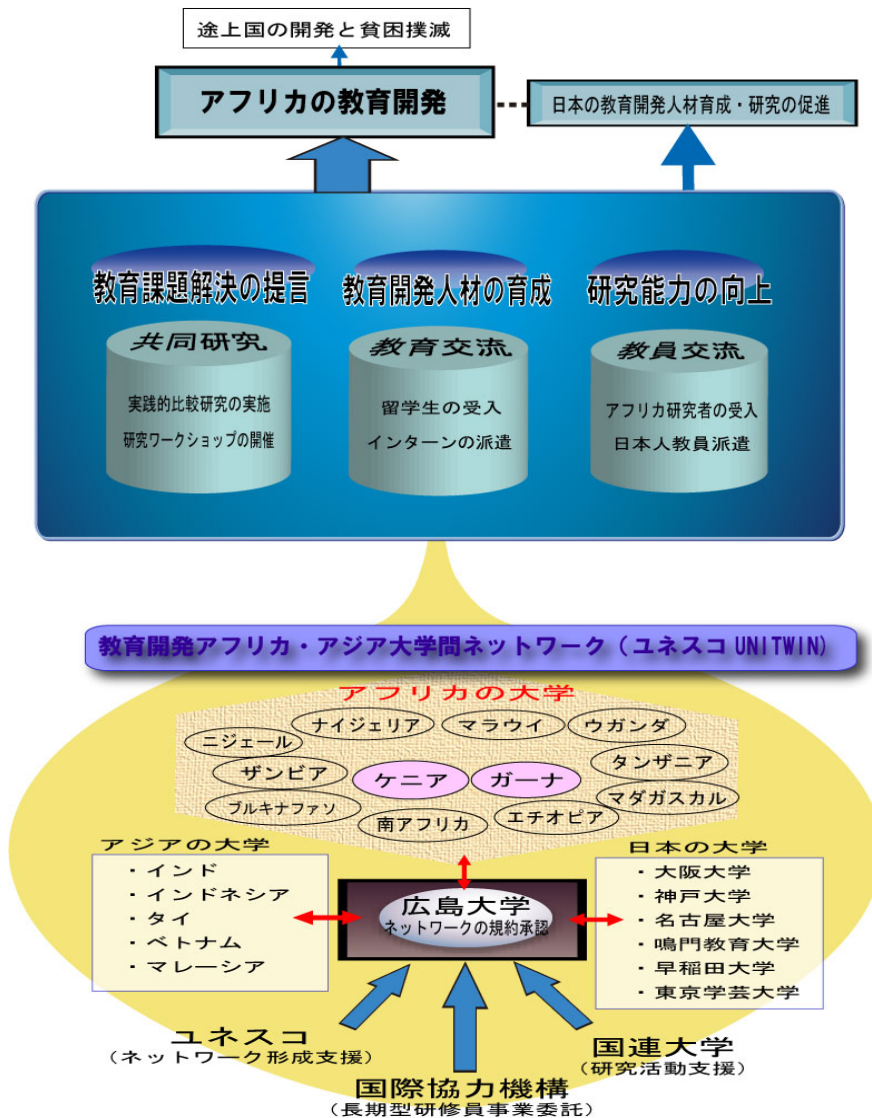 途上国の開発と貧困撲滅
アフリカの教育開発
日本の教育開発人材育成・研究の促進
教育課題解決の提言
教育開発人材の育成
研究能力の向上
共同研究
実践的比較研究の実施
研究ワークショップの開催
教育交流
留学生の受入
インターンの派遣
教員交流
アフリカ研究者の受入
日本人教員派遣
教育開発アフリカ・アジア大学間ネットワーク(ユネスコ UNITWIN)
アフリカの大学
ナイジェリア
マラウイ
ウガンダ
ニジェール
ザンビア
ケニア
ガーナ
タンザニア
ブルキナファソ
南アフリカ
エチオピア
マダガスカル
アジアの大学
・インド
・インドネシア
・タイ
・ベトナム
・マレーシア
広島大学
ネットワークの規約承認
日本の大学
・大阪大学
・神戸大学
・名古屋大学
・鳴門教育大学
・早稲田大学
・東京学芸大学
ユネスコ
(ネットワーク形成支援)
国際協力機構
(長期型研修員事業委託)
国連大学
(研究活動支援)